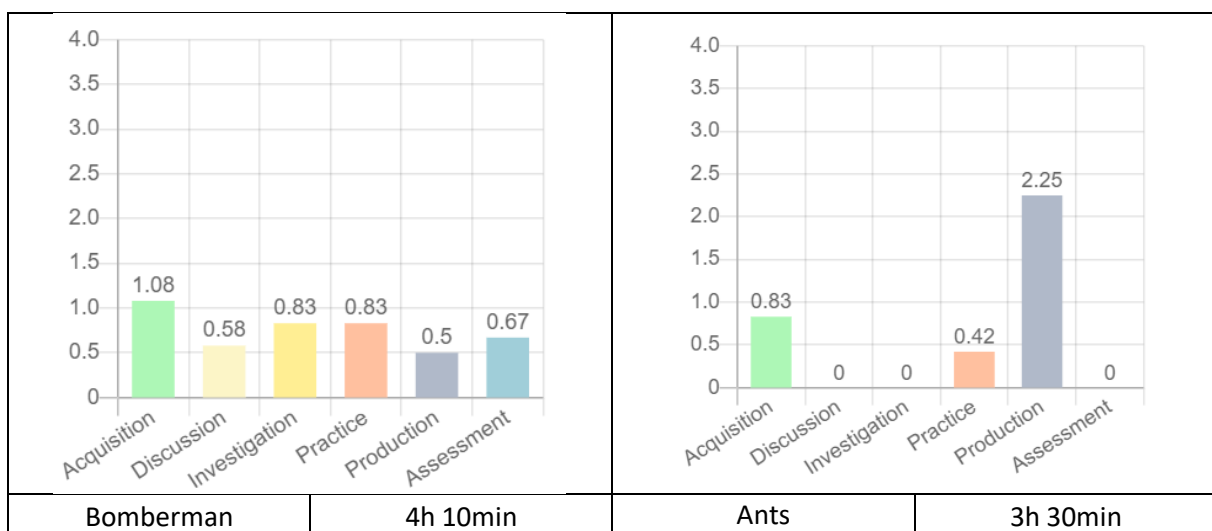 4.0
3.5
3.0
2.5
2.0
1.5
1.0
0.5
0
1.08
0.58
0.83
0.83
0.5
0.67
Acquisition
Discussion
Investigation
Practice
Production
Assessment
4.0
3.5
3.0
2.5
2.0
1.5
1.0
0.5
0
0.83
0
0
0.42
2.25
0
Acquisition
Discussion
Investigation
Practice
Production
Assessment
Bomberman
4h 10min
Ants
3h 30min